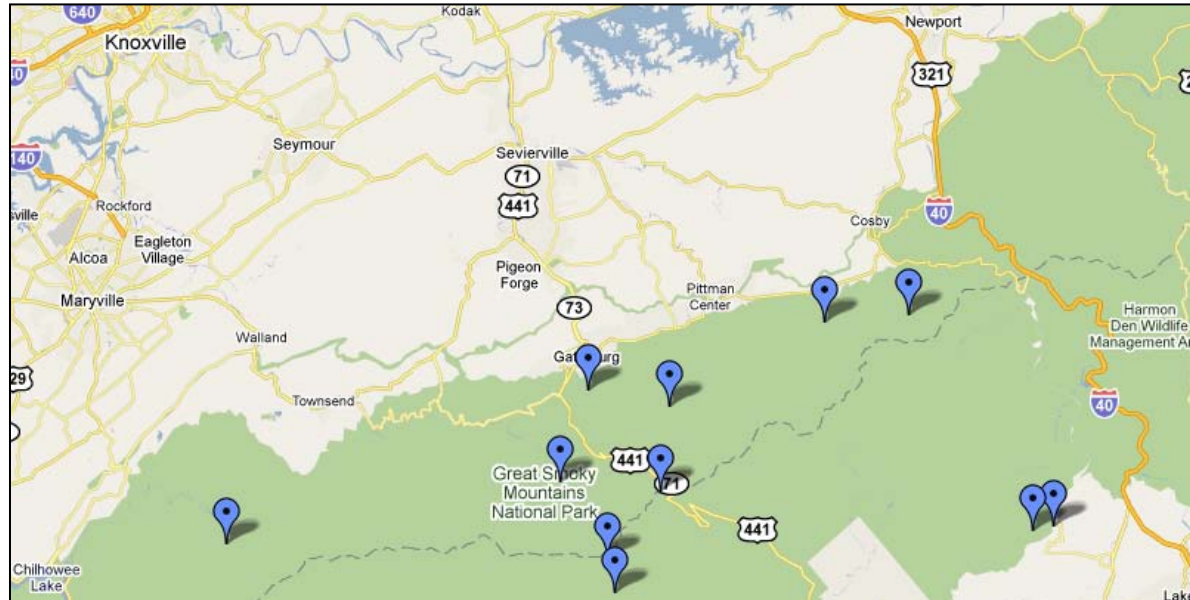 640
Kodak
Newport
Knoxville
40
321
Seymour
Sevierville
140
71
441
Rockford
40
Cosby
Eagleton
Village
Alcoa
Pigeon
Forge
Pittman
Center
Maryville
73
Harmon
Den Wildlife
Management
Walland
29
Townsend
40
441
Great Smoky
Mountains
National Park
71
441
Chilhowee
Lake
Lake